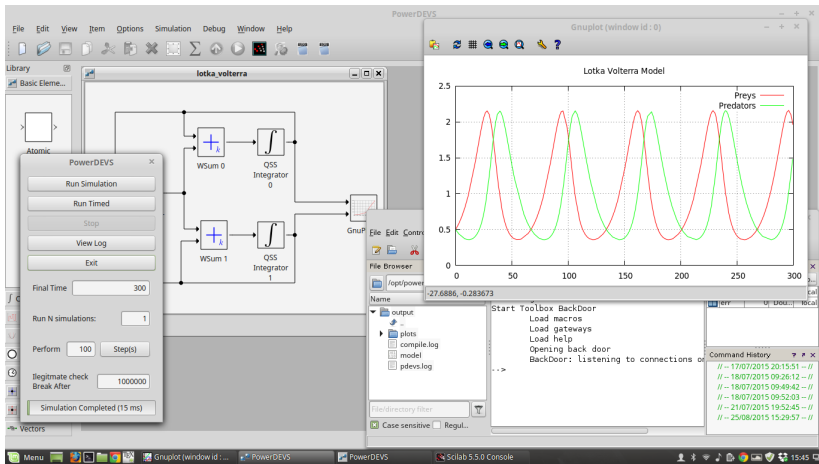 PowerDEVS
File Edit View Item Options Simulation Debug Window Help
Library
Basic Eleme...
Atomic
Vectors
lotka_volterra
WSum 0
QSS
Integrator
0
WSum 1
QSS
Integrator
1
GnuP
PowerDEVS
Run Simulation
Run Timed
Stop
View Log
Exit
Final Time 300
Run N simulations: 1
Perform 100 Step(s)
Ilegitmate check
Break After 1000000
Simulation Completed (15 ms)
Gnuplot (window id : 0)
Lotka Volterra Model
Preys
Predators
2.5
2
1.5
1
0.5
0
0 50 100 150 200 250 300
-27.6886, -0.283673
File Edit Contro
File Browser
/opt/power
Name
output
..
plots
compile.log
model
pdevs.log
File/directory filter
Case sensitive Regul...
Start Toolbox BackDoor
Load macros
Load gateways
Load help
Opening back door
BackDoor: listening to connections o
-->
err 0 Dou... local
Command History
// -- 17/07/2015 20:15:51 -- //
// -- 18/07/2015 09:26:12 -- //
// -- 18/07/2015 09:49:42 -- //
// -- 18/07/2015 09:52:03 -- //
// -- 21/07/2015 19:52:45 -- //
// -- 25/08/2015 15:29:57 -- //
Menu Gnuplot (window id : ... PowerDEVS PowerDEVS Scilab 5.5.0 Console 15:45